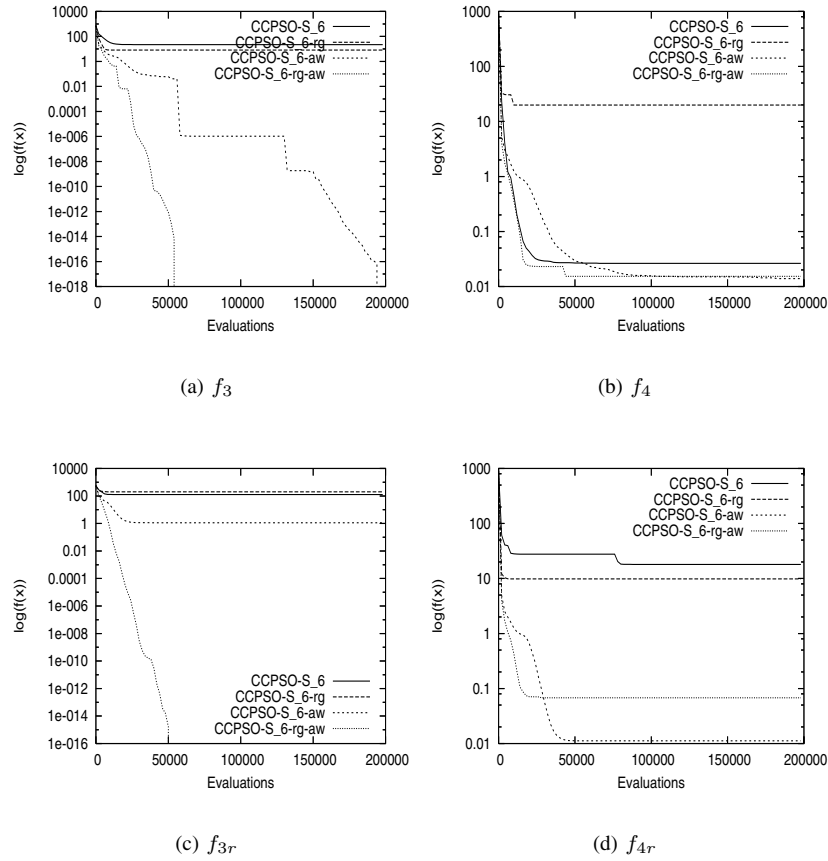 10000
100
1
0.01
0.0001
1e-006
1e-008
1e-010
1e-012
1e-014
1e-016
1e-018
log(f(x))
0 50000 100000 150000 200000
Evaluations
CCPSO-S_6
CCPSO-S_6-rg
CCPSO-S_6-aw
CCPSO-S_6-rg-aw
(a) f3
1000
100
10
1
0.1
0.01
log(f(x))
0 50000 100000 150000 200000
Evaluations
CCPSO-S_6
CCPSO-S_6-rg
CCPSO-S_6-aw
CCPSO-S_6-rg-aw
(b) f4
10000
100
1
0.01
0.0001
1e-006
1e-008
1e-010
1e-012
1e-014
1e-016
log(f(x))
0 50000 100000 150000 200000
Evaluations
CCPSO-S_6
CCPSO-S_6-rg
CCPSO-S_6-aw
CCPSO-S_6-rg-aw
(c) f3r
1000
100
10
1
0.1
0.01
log(f(x))
0 50000 100000 150000 200000
Evaluations
CCPSO-S_6
CCPSO-S_6-rg
CCPSO-S_6-aw
CCPSO-S_6-rg-aw
(d) f4r